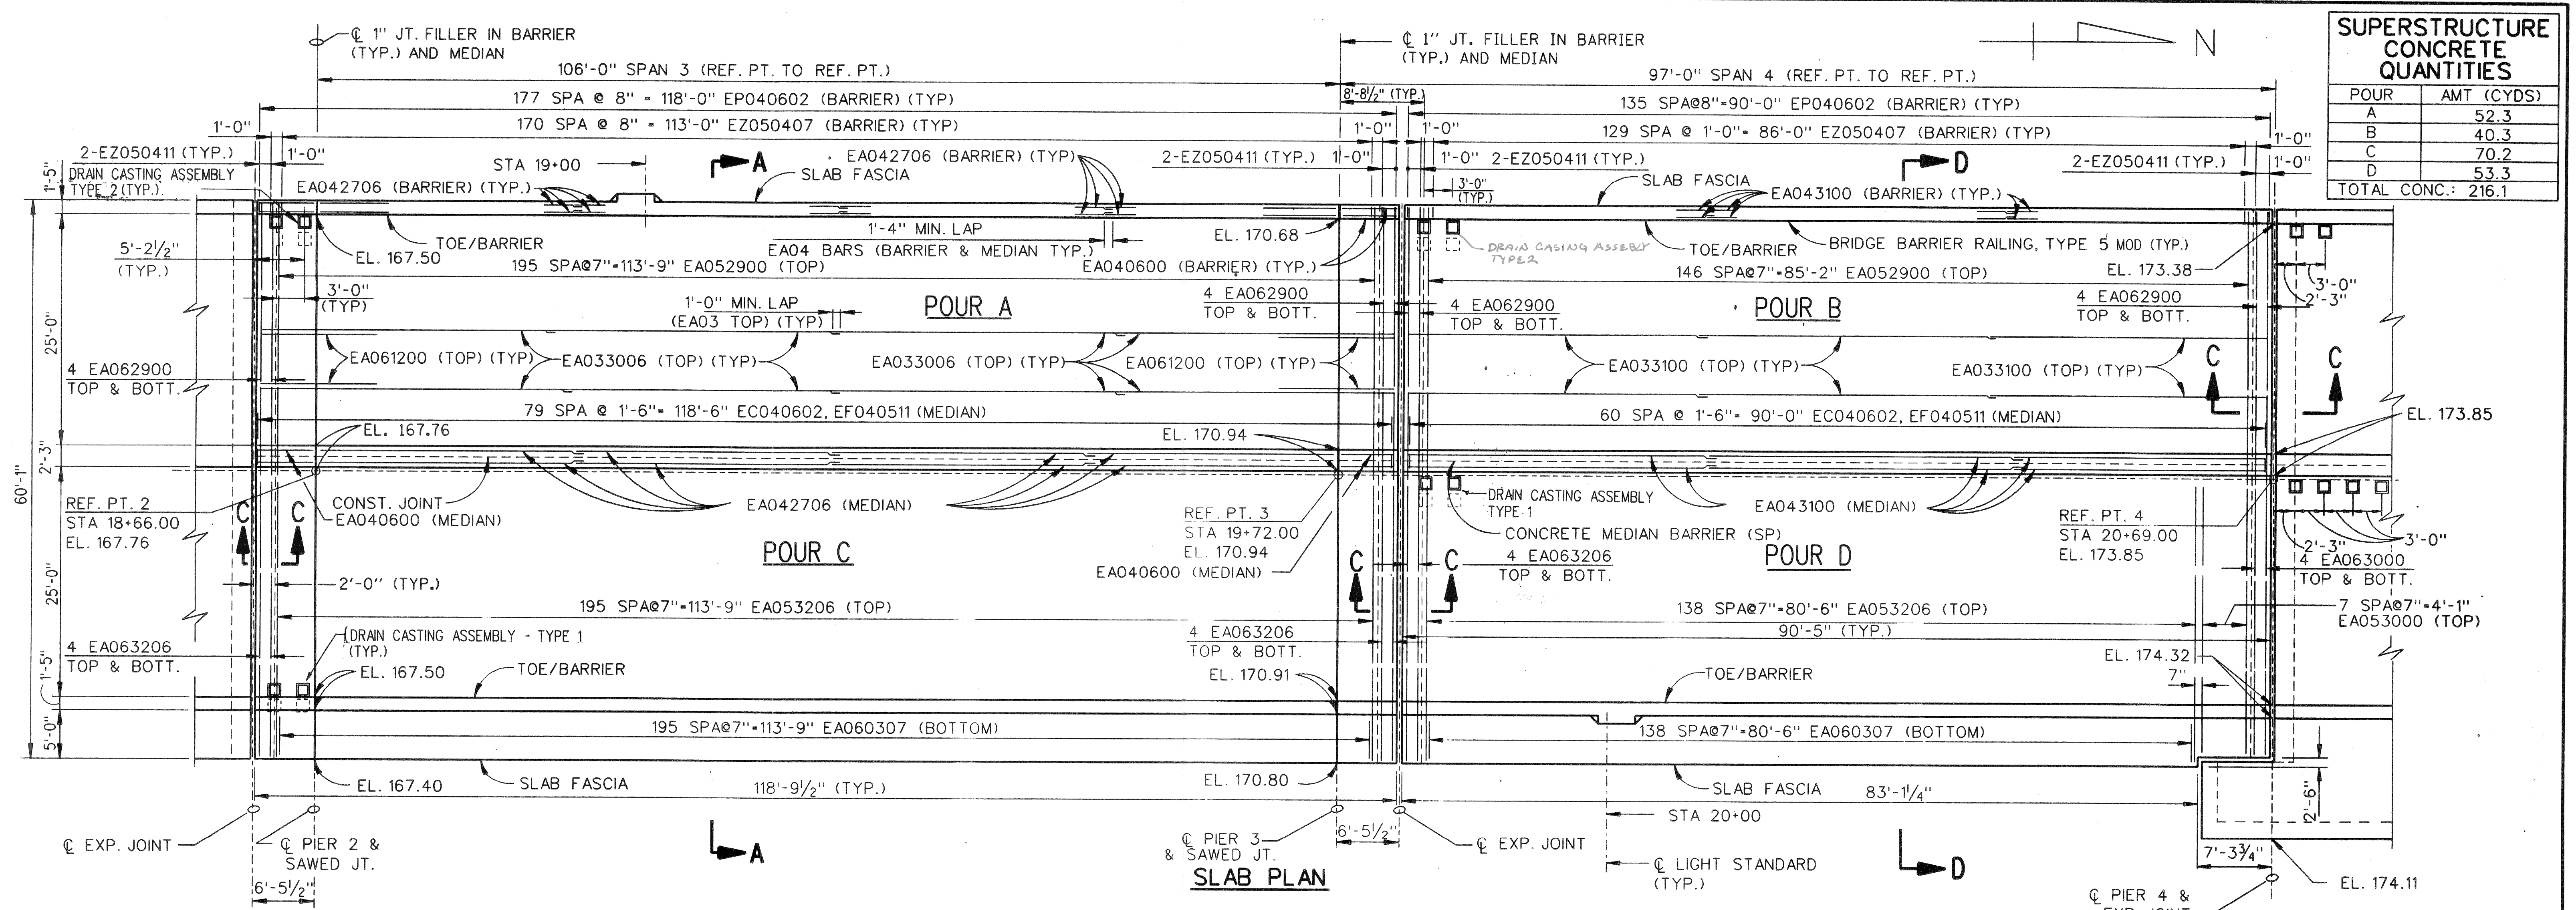 ℄ 1" JT. FILLER IN BARRIER
(TYP.) AND MEDIAN
℄ 1" JT. FILLER IN BARRIER
(TYP.) AND MEDIAN
N
SUPERSTRUCTURE
CONCRETE
QUANTITIES
POUR AMT (CYDS)
A 52.3
B 40.3
C 70.2
D 53.3
TOTAL CONC.: 216.1
106'-0" SPAN 3 (REF. PT. TO REF. PT.)
97'-0" SPAN 4 (REF. PT. TO REF. PT.)
177 SPA @ 8" = 118'-0" EP040602 (BARRIER) (TYP)
8'-8½" (TYP.)
135 SPA@8"=90'-0" EP040602 (BARRIER) (TYP)
1'-0"
170 SPA @ 8" = 113'-0" EZ050407 (BARRIER) (TYP)
1'-0"
1'-0"
129 SPA @ 1'-0"= 86'-0" EZ050407 (BARRIER) (TYP)
1'-0"
2-EZ050411 (TYP.)
1'-0"
STA 19+00
A
EA042706 (BARRIER) (TYP)
2-EZ050411 (TYP.)
1'-0"
1'-0"
2-EZ050411 (TYP.)
D
2-EZ050411 (TYP.)
1'-0"
1'-5"
DRAIN CASTING ASSEMBLY
TYPE 2 (TYP.)
EA042706 (BARRIER) (TYP.)
SLAB FASCIA
3'-0"
(TYP.)
SLAB FASCIA
EA043100 (BARRIER) (TYP.)
5'-2½"
(TYP.)
TOE/BARRIER
EL. 167.50
1'-4" MIN. LAP
EA04 BARS (BARRIER & MEDIAN TYP.)
EL. 170.68
DRAIN CASING ASSEBLY
TYPE 2
TOE/BARRIER
BRIDGE BARRIER RAILING, TYPE 5 MOD (TYP.)
195 SPA@7"=113'-9" EA052900 (TOP)
EA040600 (BARRIER) (TYP.)
146 SPA@7"=85'-2" EA052900 (TOP)
EL. 173.38
3'-0"
(TYP)
1'-0" MIN. LAP
(EA03 TOP) (TYP)
POUR A
4 EA062900
TOP & BOTT.
4 EA062900
TOP & BOTT.
POUR B
4 EA062900
TOP & BOTT.
3'-0"
2'-3"
25'-0"
4 EA062900
TOP & BOTT.
EA061200 (TOP) (TYP)
EA033006 (TOP) (TYP)
EA033006 (TOP) (TYP)
EA061200 (TOP) (TYP)
EA033100 (TOP) (TYP)
EA033100 (TOP) (TYP)
C
C
79 SPA @ 1'-6"= 118'-6" EC040602, EF040511 (MEDIAN)
60 SPA @ 1'-6"= 90'-0" EC040602, EF040511 (MEDIAN)
EL. 173.85
EL. 167.76
EL. 170.94
2'-3"
60'-1"
REF. PT. 2
STA 18+66.00
EL. 167.76
CONST. JOINT
EA040600 (MEDIAN)
EA042706 (MEDIAN)
REF. PT. 3
STA 19+72.00
EL. 170.94
EA040600 (MEDIAN)
DRAIN CASTING ASSEMBLY
TYPE 1
CONCRETE MEDIAN BARRIER (SP)
EA043100 (MEDIAN)
REF. PT. 4
STA 20+69.00
EL. 173.85
2'-3"
3'-0"
C
C
POUR C
C
C
4 EA063206
TOP & BOTT.
POUR D
4 EA063000
TOP & BOTT.
25'-0"
2'-0" (TYP.)
195 SPA@7"=113'-9" EA053206 (TOP)
138 SPA@7"=80'-6" EA053206 (TOP)
7 SPA@7"=4'-1"
EA053000 (TOP)
90'-5" (TYP.)
4 EA063206
TOP & BOTT.
DRAIN CASTING ASSEMBLY - TYPE 1
(TYP.)
4 EA063206
TOP & BOTT.
EL. 174.32
1'-5"
EL. 167.50
TOE/BARRIER
EL. 170.91
TOE/BARRIER
7"
5'-0"
195 SPA@7"=113'-9" EA060307 (BOTTOM)
138 SPA@7"=80'-6" EA060307 (BOTTOM)
EL. 167.40
SLAB FASCIA
118'-9½" (TYP.)
EL. 170.80
SLAB FASCIA
83'-1¼"
2'-6"
STA 20+00
℄ EXP. JOINT
℄ PIER 2 &
SAWED JT.
6'-5½"
A
℄ PIER 3
& SAWED JT.
6'-5½"
℄ EXP. JOINT
℄ LIGHT STANDARD
(TYP.)
D
7'-3¾"
EL. 174.11
SLAB PLAN
℄ PIER 4 &
EXP. JOINT